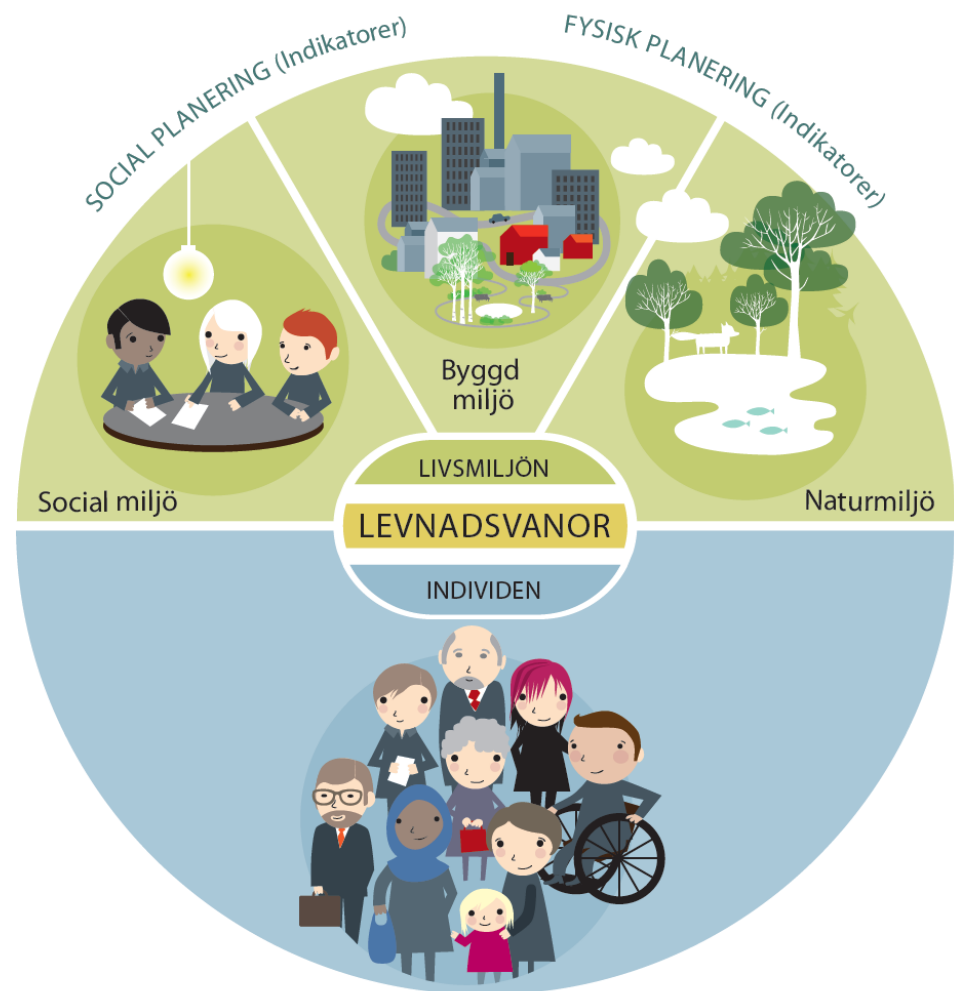 SOCIAL PLANERING (Indikatorer)
FYSISK PLANERING (Indikatorer)
Byggd
miljö
Social miljö
Naturmiljö
LIVSMILJÖN
LEVNADSVANOR
INDIVIDEN